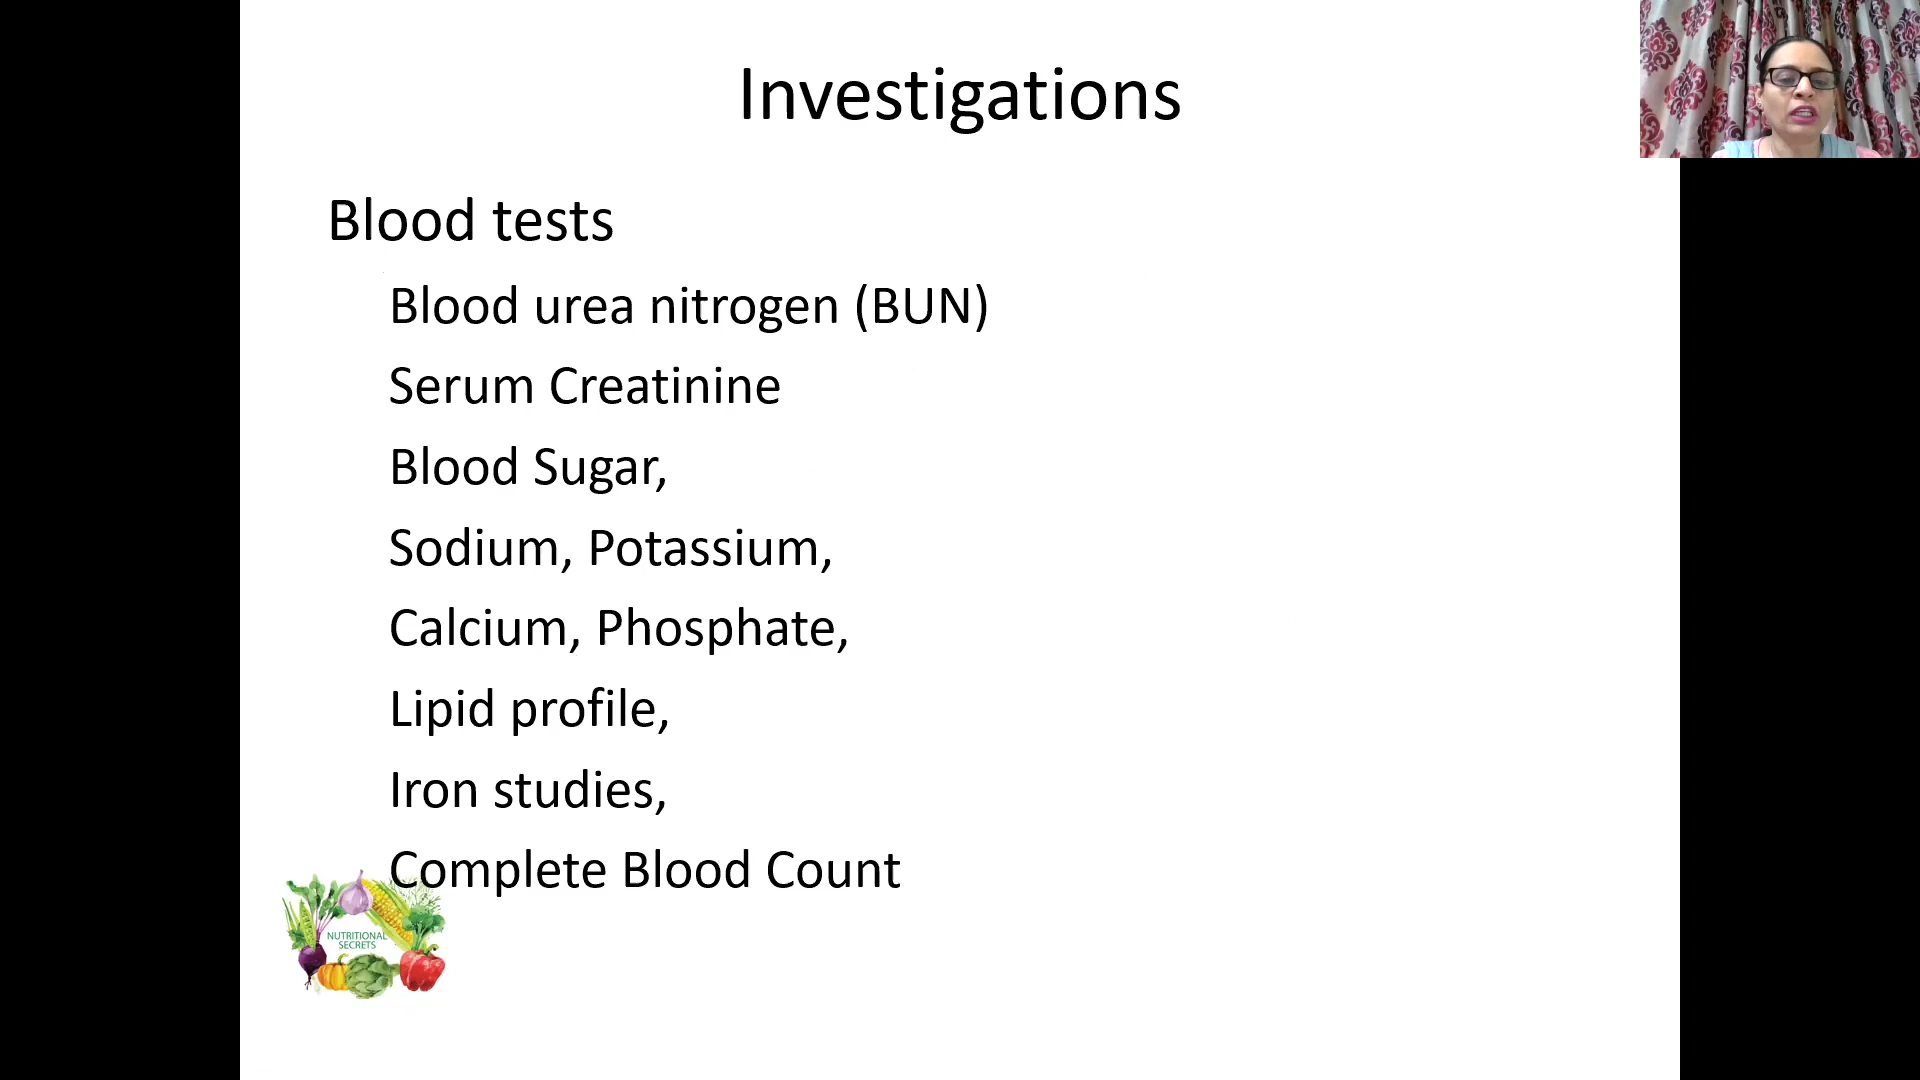 Investigations
Blood tests
Blood urea nitrogen (BUN)
Serum Creatinine
Blood Sugar,
Sodium, Potassium,
Calcium, Phosphate,
Lipid profile,
Iron studies,
Complete Blood Count
NUTRITIONAL
SECRETS